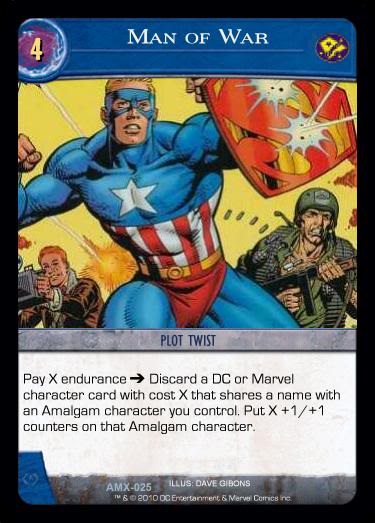 4
MAN OF WAR
PLOT TWIST
Pay X endurance ➔ Discard a DC or Marvel
character card with cost X that shares a name with
an Amalgam character you control. Put X +1/+1
counters on that Amalgam character.
AMX-025 ILLUS: DAVE GIBONS
™ & © 2010 DC Entertainment & Marvel Comics Inc.